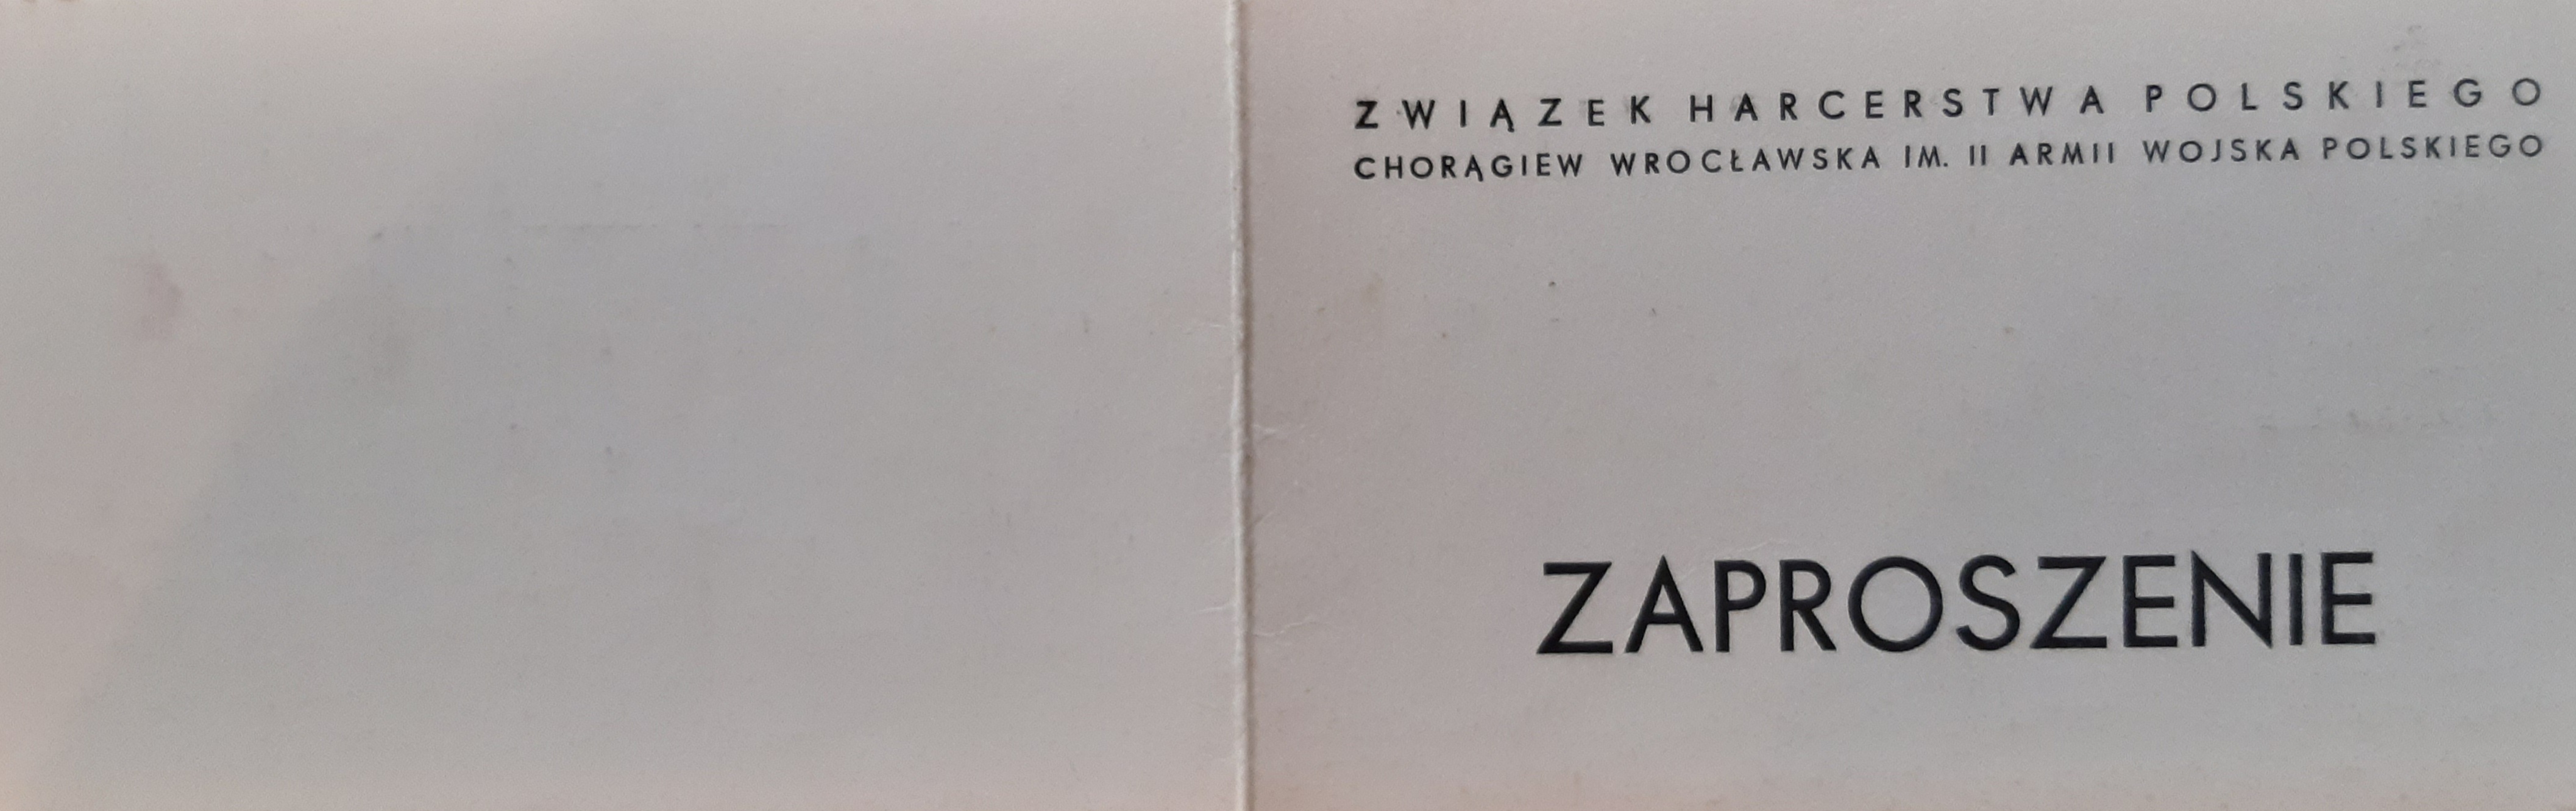 ZWIĄZEK HARCERSTWA POLSKIEGO
CHORĄGIEW WROCŁAWSKA IM. II ARMII WOJSKA POLSKIEGO
ZAPROSZENIE